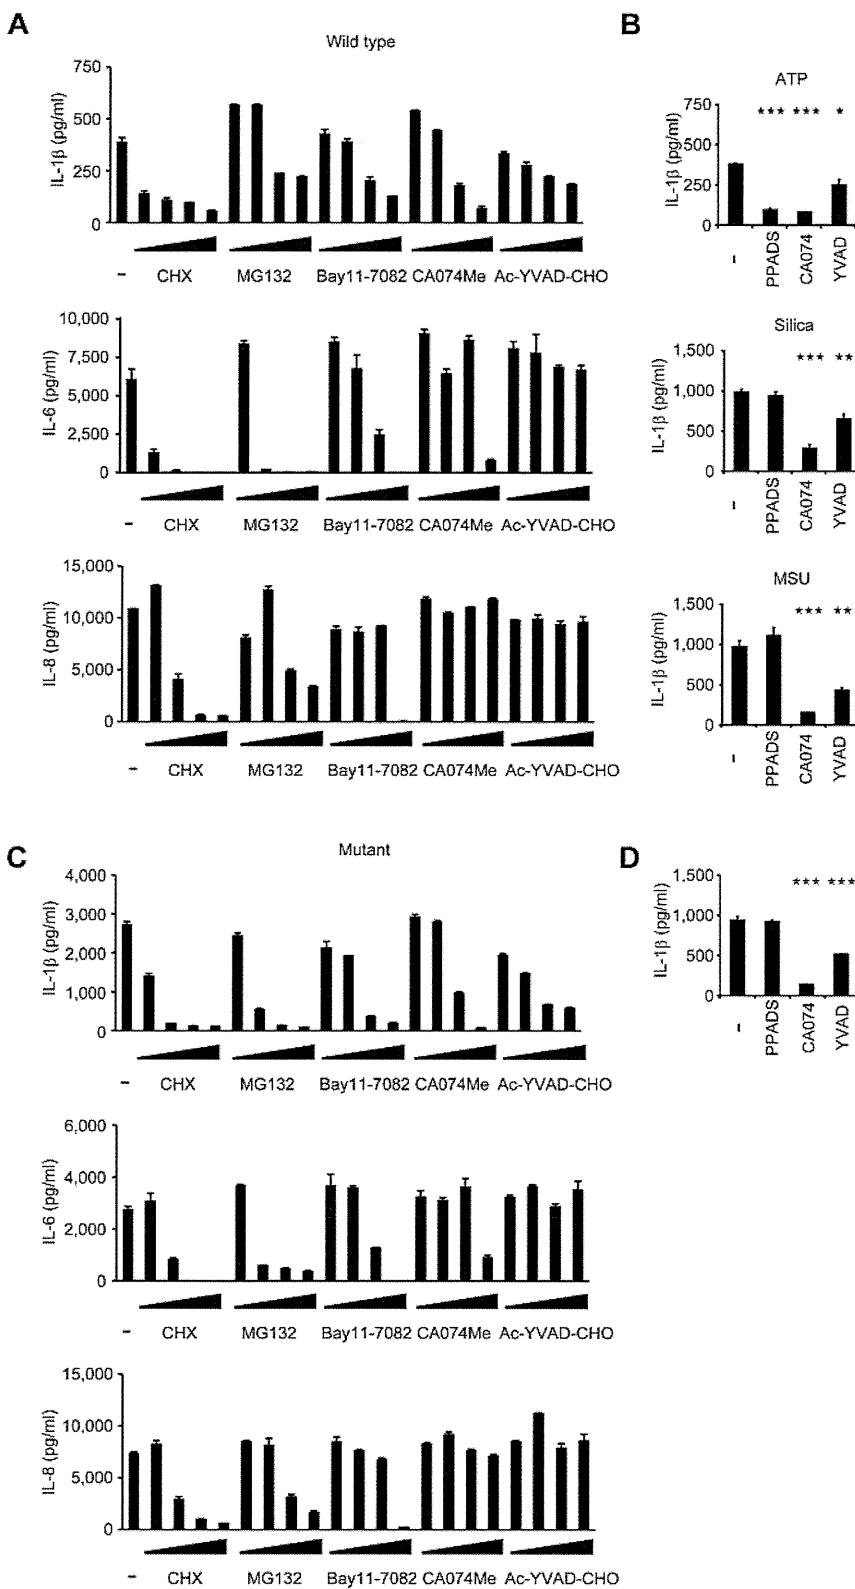 A
Wild type
IL-1β (pg/ml)
750
500
250
0
– CHX MG132 Bay11-7082 CA074Me Ac-YVAD-CHO
IL-6 (pg/ml)
10,000
7,500
5,000
2,500
0
– CHX MG132 Bay11-7082 CA074Me Ac-YVAD-CHO
IL-8 (pg/ml)
15,000
10,000
5,000
0
– CHX MG132 Bay11-7082 CA074Me Ac-YVAD-CHO
B
ATP
IL-1β (pg/ml)
750
500
250
0
*** *** *
– PPADS CA074 YVAD
Silica
IL-1β (pg/ml)
1,500
1,000
500
0
*** **
– PPADS CA074 YVAD
MSU
IL-1β (pg/ml)
1,500
1,000
500
0
*** **
– PPADS CA074 YVAD
C
Mutant
IL-1β (pg/ml)
4,000
3,000
2,000
1,000
0
– CHX MG132 Bay11-7082 CA074Me Ac-YVAD-CHO
IL-6 (pg/ml)
6,000
4,000
2,000
0
– CHX MG132 Bay11-7082 CA074Me Ac-YVAD-CHO
IL-8 (pg/ml)
15,000
10,000
5,000
0
– CHX MG132 Bay11-7082 CA074Me Ac-YVAD-CHO
D
IL-1β (pg/ml)
1,500
1,000
500
0
*** ***
– PPADS CA074 YVAD